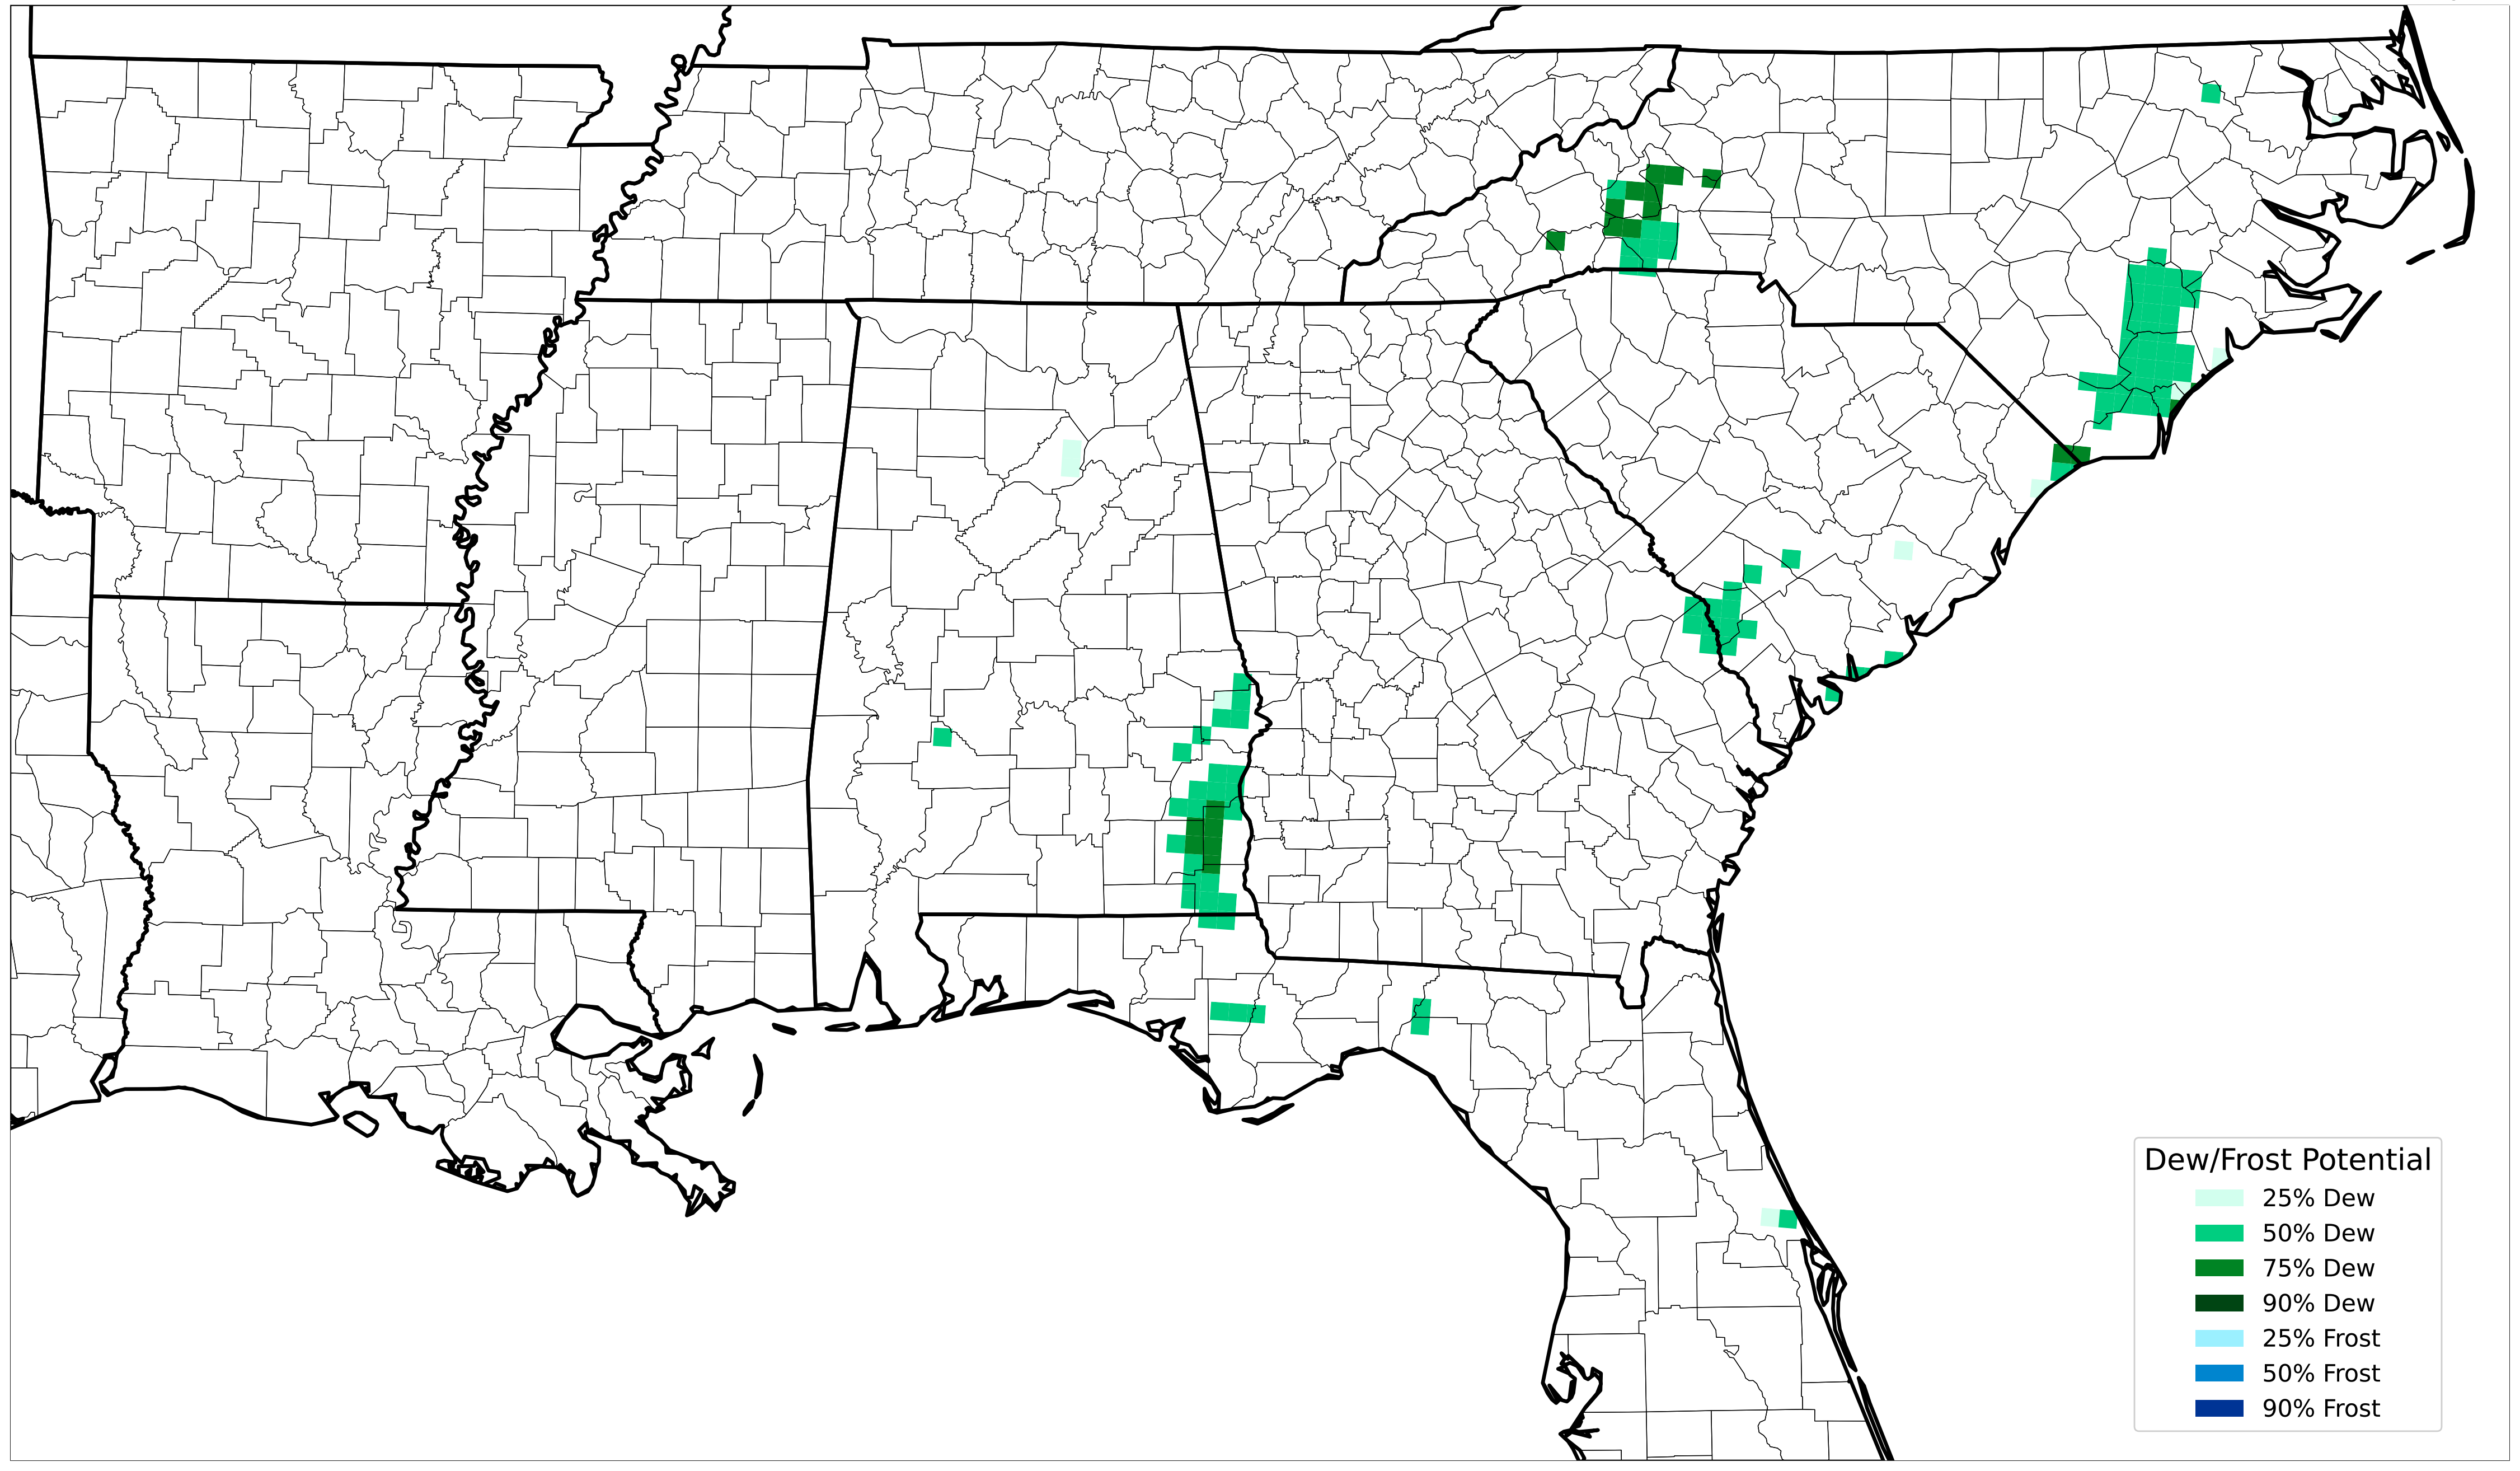 Dew/Frost Potential
25% Dew
50% Dew
75% Dew
90% Dew
25% Frost
50% Frost
90% Frost